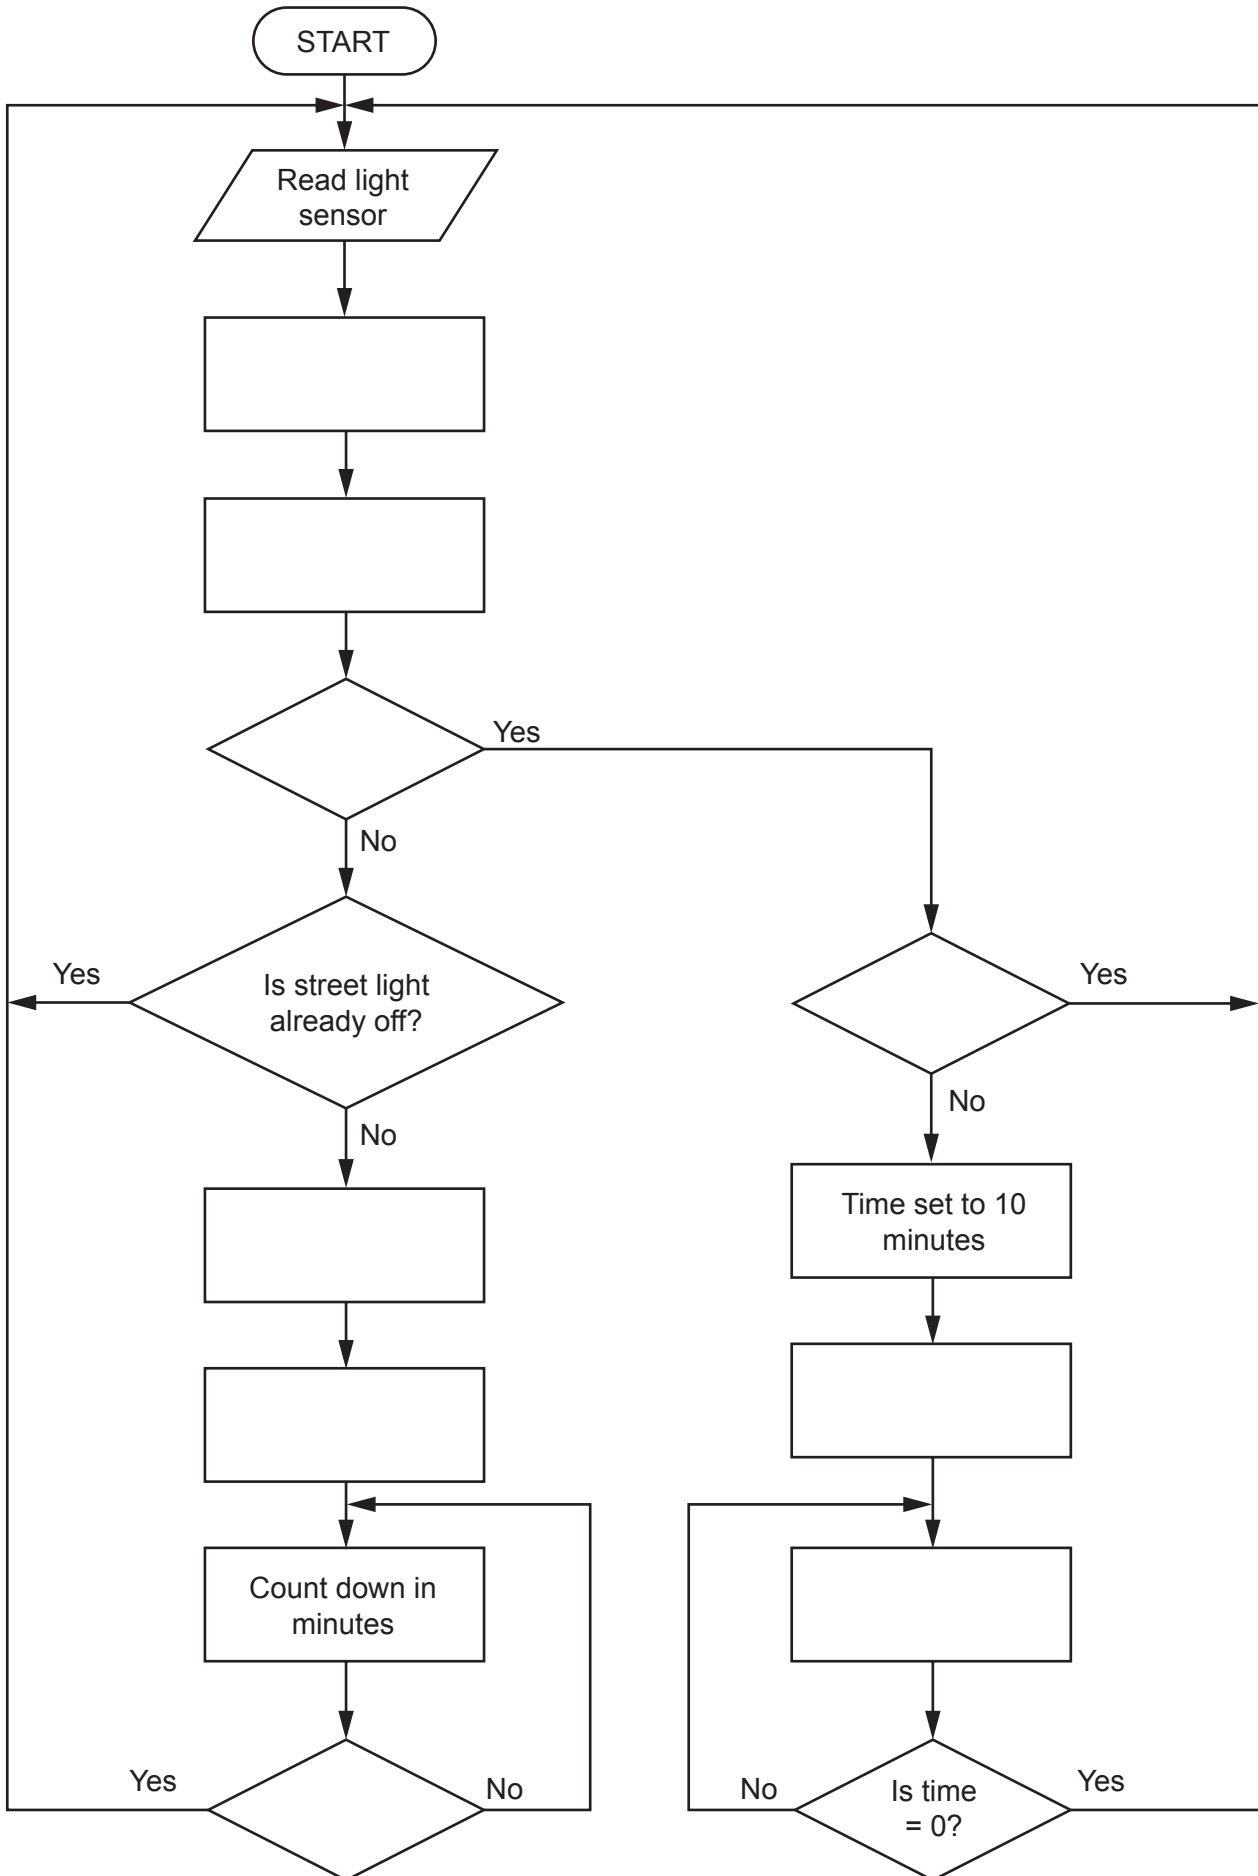 START
Read light
sensor
Yes
No
Yes
Is street light
already off?
Yes
No
No
Time set to 10
minutes
Count down in
minutes
Yes
No
No
Is time
= 0?
Yes